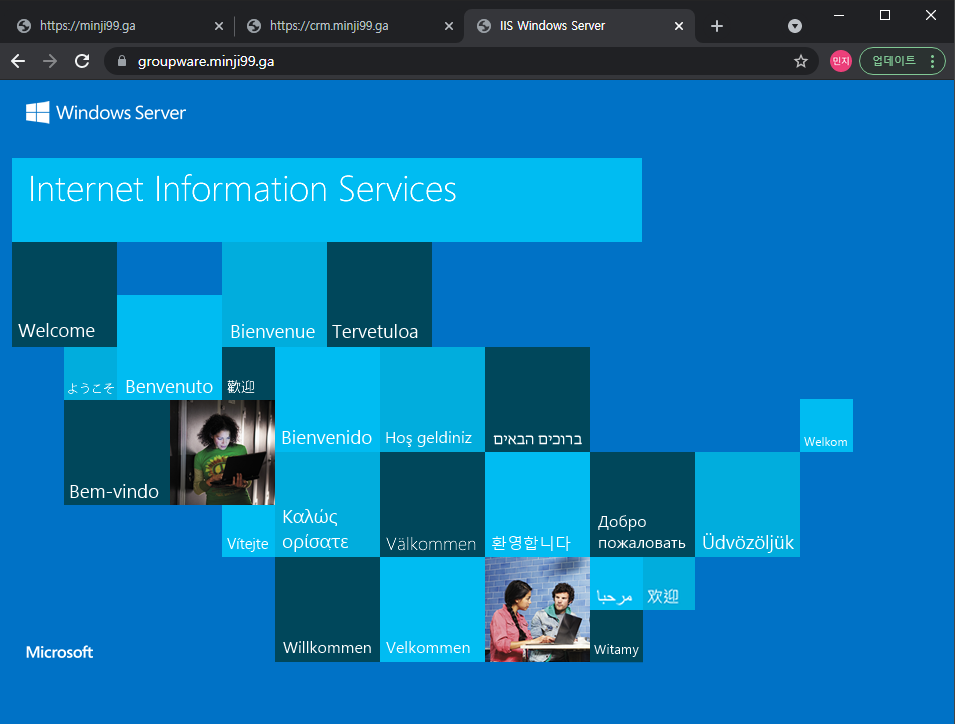 https://minji99.ga
https://crm.minji99.ga
IIS Windows Server
groupware.minji99.ga
민지
업데이트
Windows Server
Internet Information Services
Welcome
Bienvenue
Tervetuloa
ようこそ
Benvenuto
歡迎
Bienvenido
Hoş geldiniz
ברוכים הבאים
Welkom
Bem-vindo
Vítejte
Καλώς
ορίσατε
Välkommen
환영합니다
Добро
пожаловать
Üdvözöljük
Willkommen
Velkommen
مرحبا
欢迎
Witamy
Microsoft